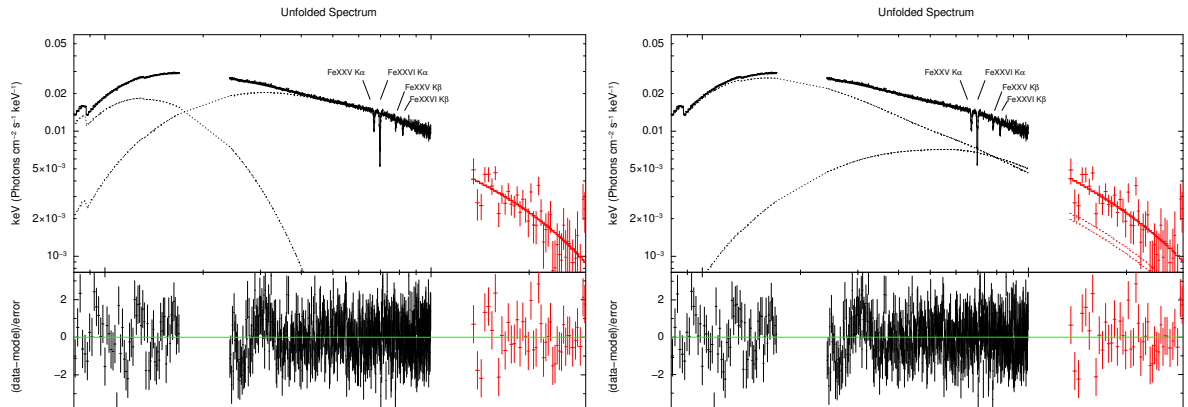 Unfolded Spectrum
keV (Photons cm⁻² s⁻¹ keV⁻¹)
0.05
0.02
0.01
5×10⁻³
2×10⁻³
10⁻³
FeXXV Kα
FeXXVI Kα
FeXXV Kβ
FeXXVI Kβ
(data−model)/error
2
0
−2
Unfolded Spectrum
keV (Photons cm⁻² s⁻¹ keV⁻¹)
0.05
0.02
0.01
5×10⁻³
2×10⁻³
10⁻³
FeXXV Kα
FeXXVI Kα
FeXXV Kβ
FeXXVI Kβ
(data−model)/error
2
0
−2